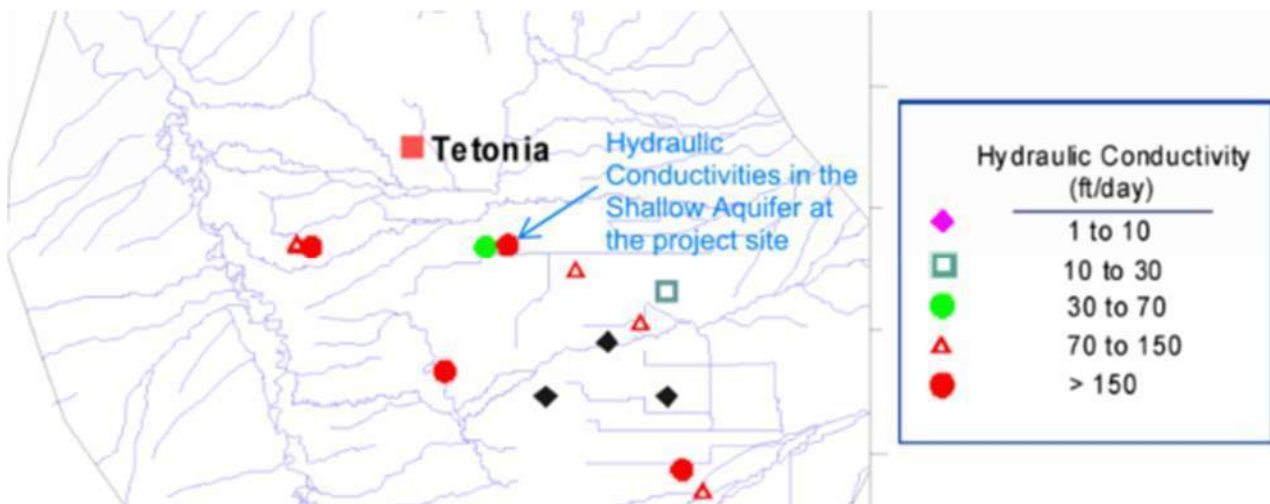 Tetonia
Hydraulic
Conductivities in the
Shallow Aquifer at
the project site
Hydraulic Conductivity
(ft/day)
1 to 10
10 to 30
30 to 70
70 to 150
> 150